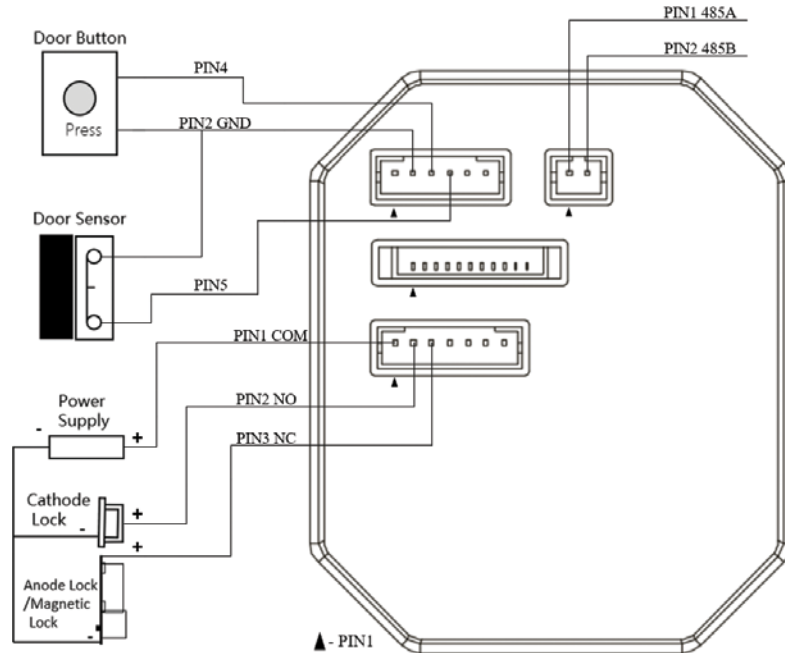 PIN1 485A
Door Button
PIN2 485B
PIN4
Press
PIN2 GND
Door Sensor
PIN5
PIN1 COM
Power
Supply
-
+
PIN2 NO
PIN3 NC
Cathode
Lock
-
+
+
Anode Lock
/Magnetic
Lock
-
▲ - PIN1